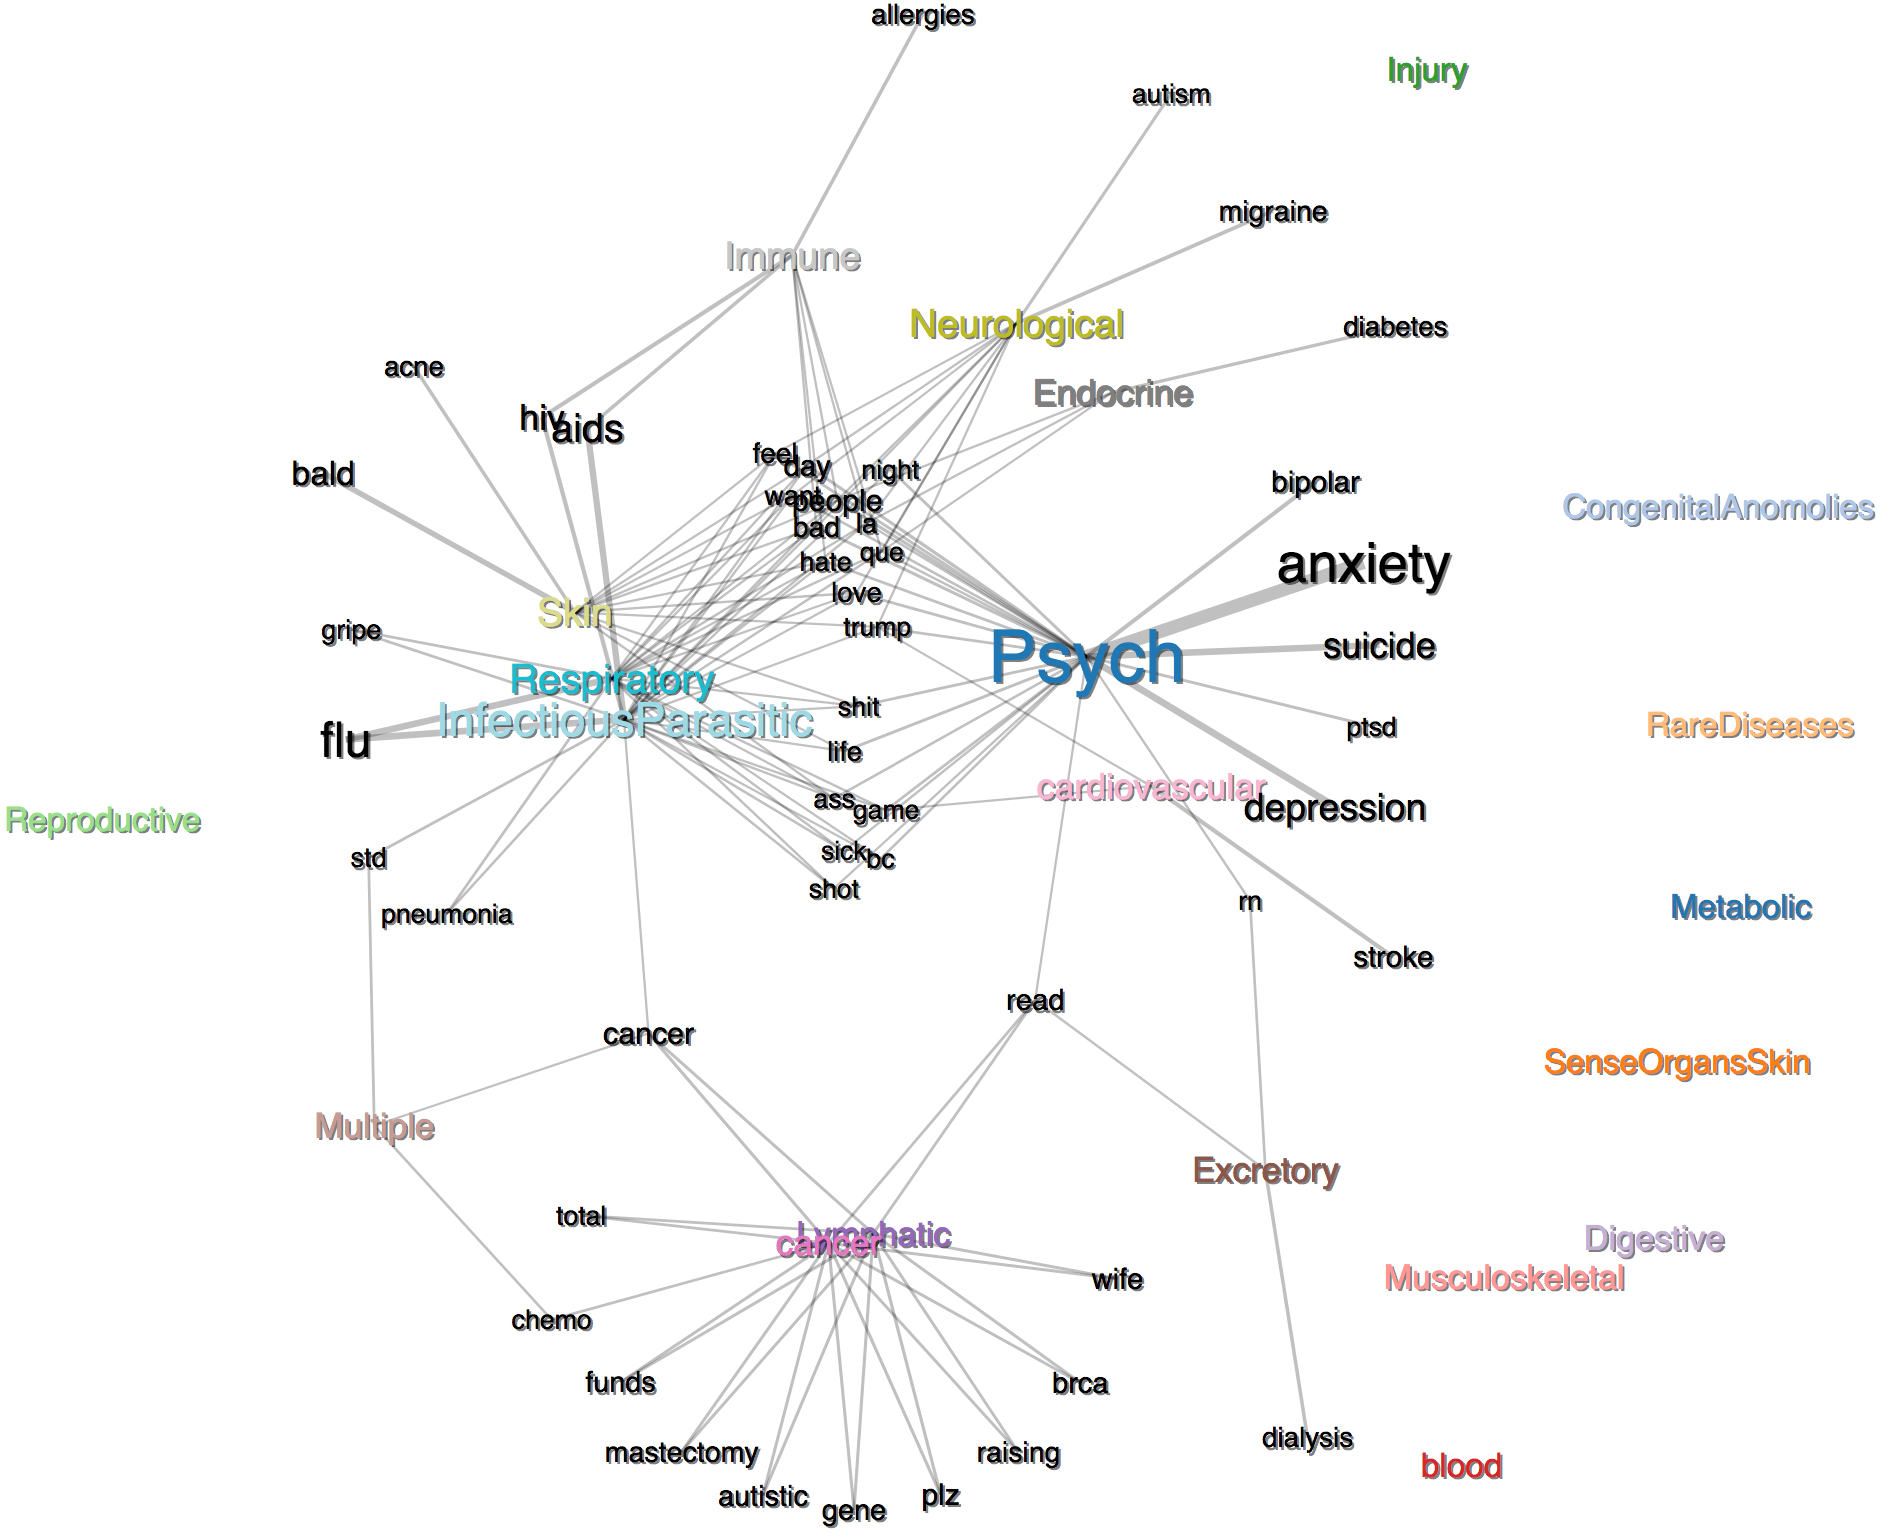 allergies
Injury
autism
migraine
Immune
Neurological
diabetes
acne
Endocrine
hiv
aids
feel
day
night
bald
bipolar
want
people
CongenitalAnomolies
bad
la
que
hate
anxiety
love
Skin
gripe
trump
suicide
Psych
Respiratory
shit
InfectiousParasitic
RareDiseases
ptsd
flu
life
cardiovascular
ass
game
depression
Reproductive
sick
bc
std
shot
rn
Metabolic
pneumonia
stroke
read
cancer
SenseOrgansSkin
Multiple
Excretory
total
Lymphatic
cancer
Digestive
wife
Musculoskeletal
chemo
funds
brca
dialysis
mastectomy
raising
blood
autistic
plz
gene